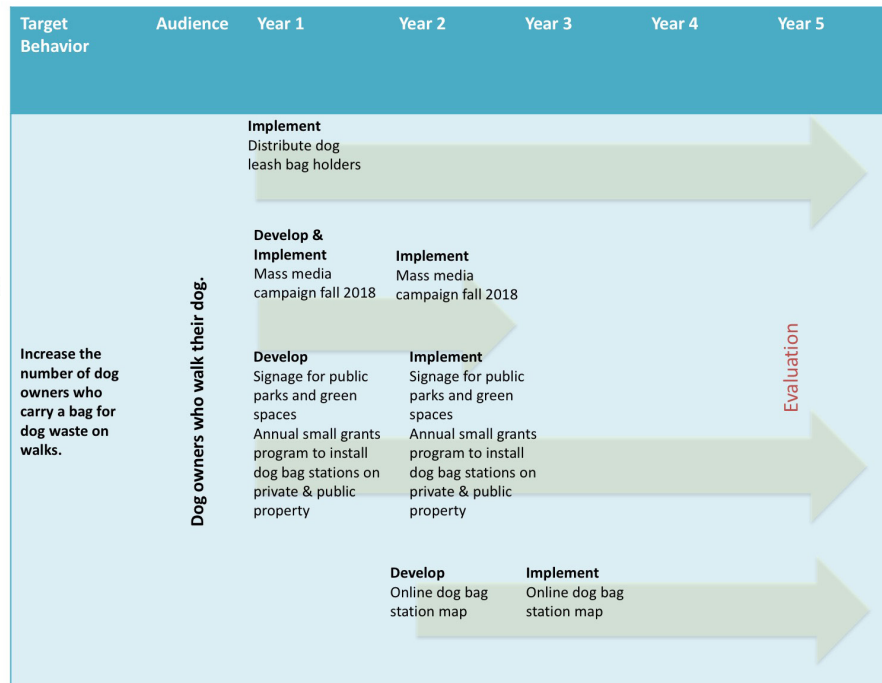 Target
Behavior
Audience
Year 1
Year 2
Year 3
Year 4
Year 5
Increase the
number of dog
owners who
carry a bag for
dog waste on
walks.
Dog owners who walk their dog.
Implement
Distribute dog
leash bag holders
Develop &
Implement
Mass media
campaign fall 2018
Implement
Mass media
campaign fall 2018
Develop
Signage for public
parks and green
spaces
Annual small grants
program to install
dog bag stations on
private & public
property
Implement
Signage for public
parks and green
spaces
Annual small grants
program to install
dog bag stations on
private & public
property
Develop
Online dog bag
station map
Implement
Online dog bag
station map
Evaluation